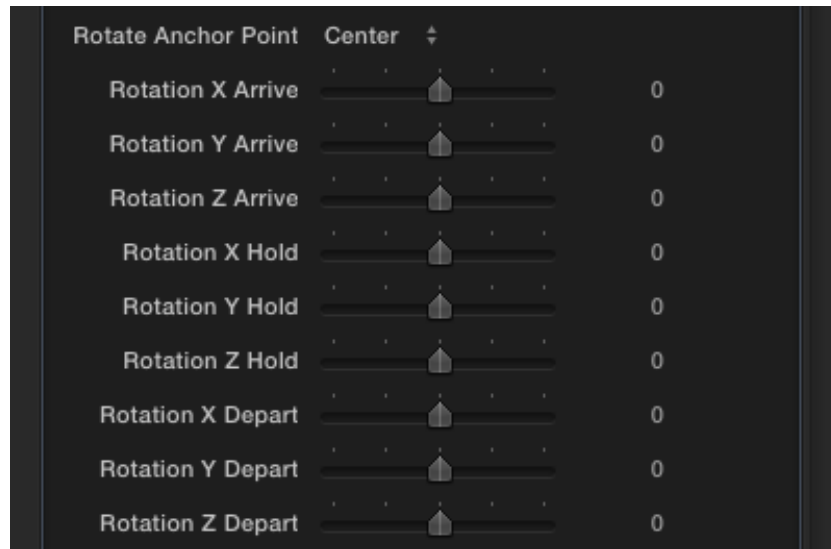 Rotate Anchor Point Center
Rotation X Arrive 0
Rotation Y Arrive 0
Rotation Z Arrive 0
Rotation X Hold 0
Rotation Y Hold 0
Rotation Z Hold 0
Rotation X Depart 0
Rotation Y Depart 0
Rotation Z Depart 0